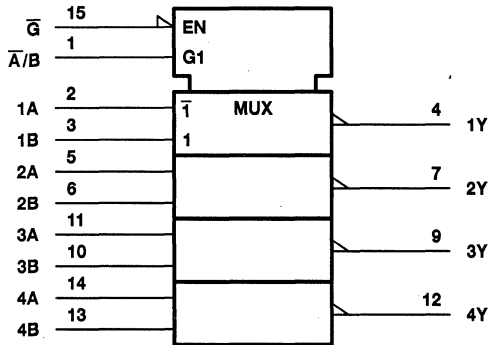 G̅ 15 EN
A̅/B 1 G1
1A 2 1̅ MUX 4 1Y
1B 3 1
2A 5 7 2Y
2B 6
3A 11 9 3Y
3B 10
4A 14 12 4Y
4B 13